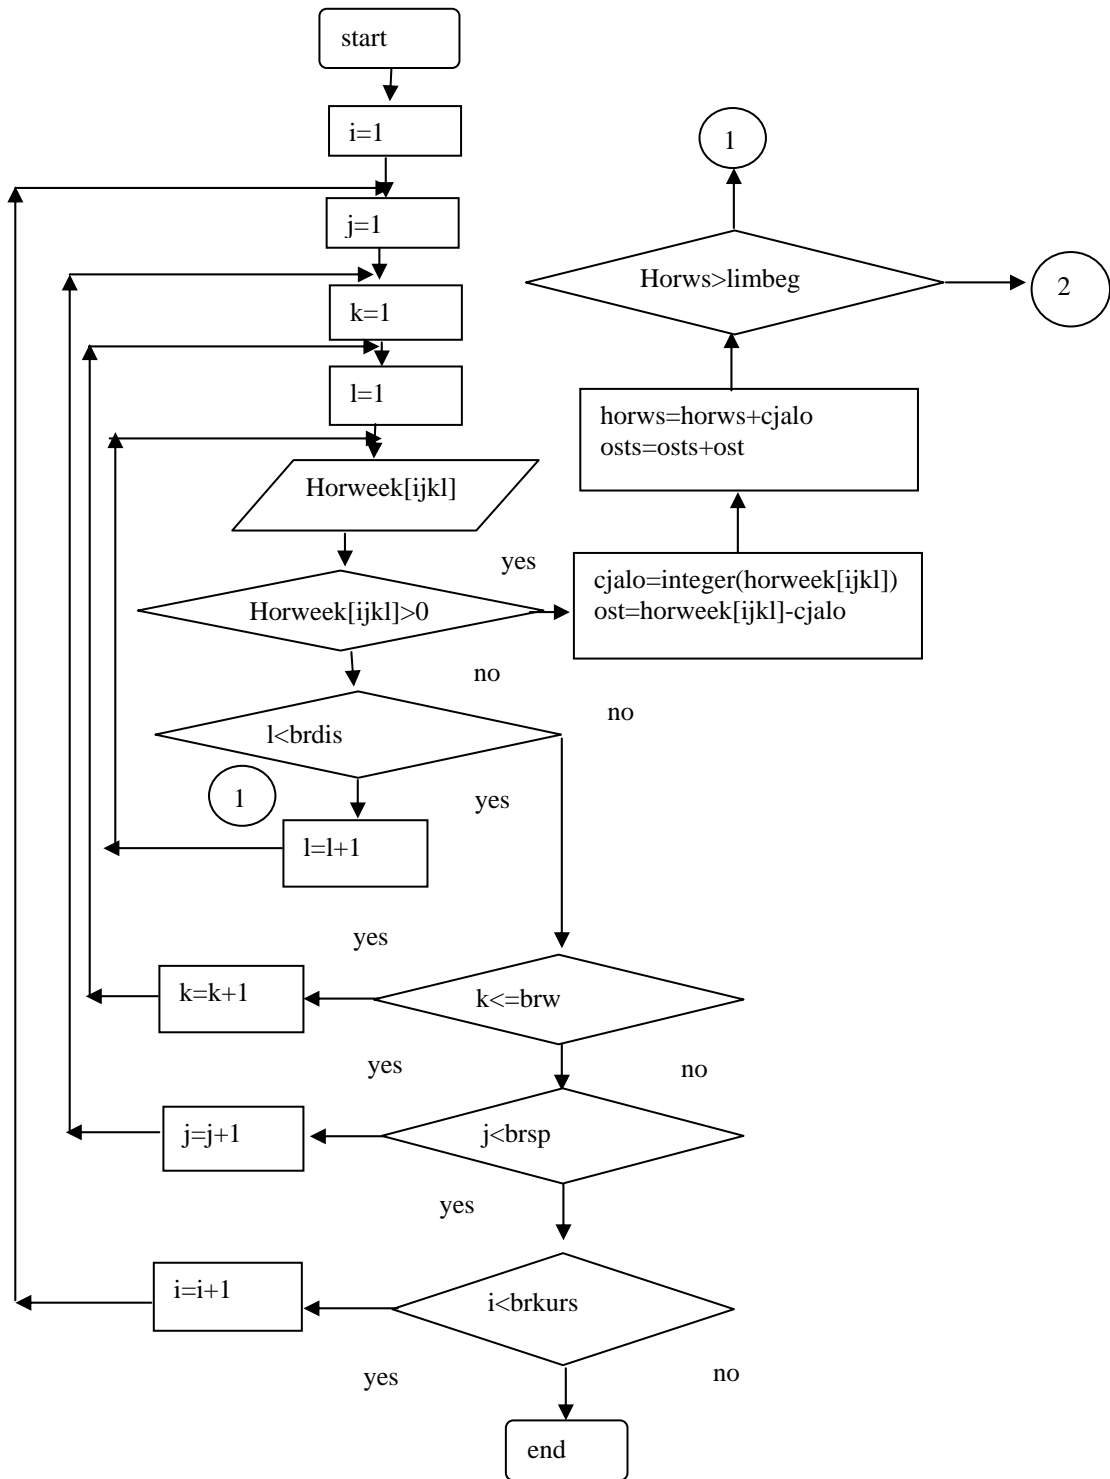 start
i=1
j=1
k=1
l=1
Horweek[ijkl]
yes
Horweek[ijkl]>0
no
l<brdis
no
1
yes
l=l+1
yes
k=k+1
k<=brw
yes
no
j=j+1
j<brsp
yes
i=i+1
i<brkurs
yes
no
end
1
Horws>limbeg
2
horws=horws+cjalo
osts=osts+ost
cjalo=integer(horweek[ijkl])
ost=horweek[ijkl]-cjalo